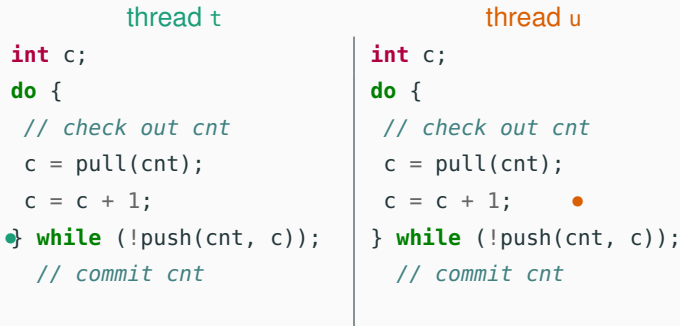 thread t
int c;
do {
// check out cnt
c = pull(cnt);
c = c + 1;
} while (!push(cnt, c));
// commit cnt
thread u
int c;
do {
// check out cnt
c = pull(cnt);
c = c + 1;
} while (!push(cnt, c));
// commit cnt